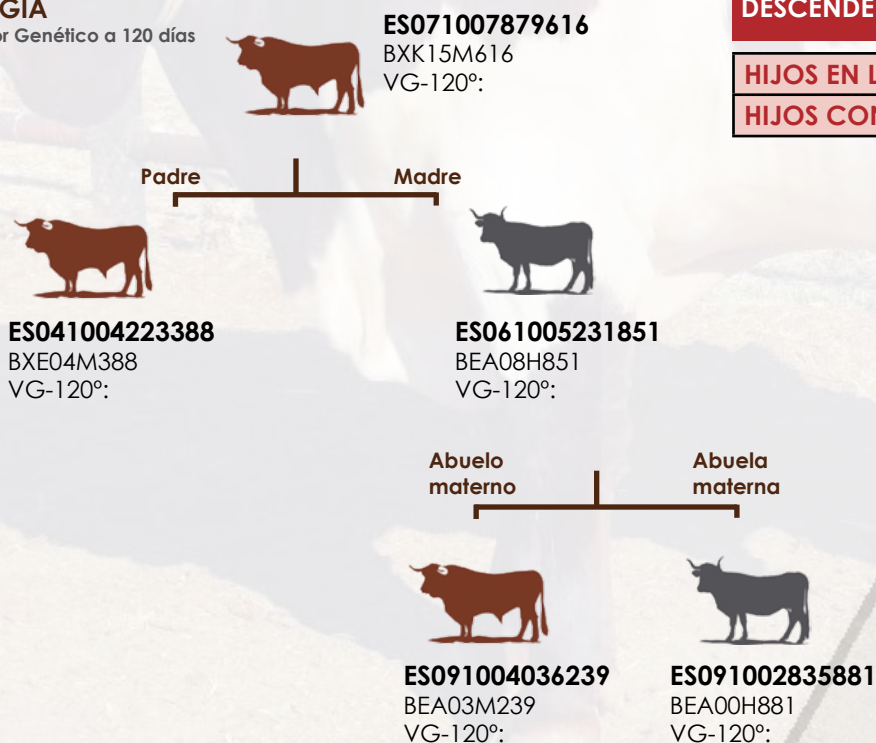 GÍA
or Genético a 120 días
ES071007879616
BXK15M616
VG-120º:
DESCENDE
HIJOS EN L
HIJOS CON
Padre
Madre
ES041004223388
BXE04M388
VG-120º:
ES061005231851
BEA08H851
VG-120º:
Abuelo
materno
Abuela
materna
ES091004036239
BEA03M239
VG-120º:
ES091002835881
BEA00H881
VG-120º: